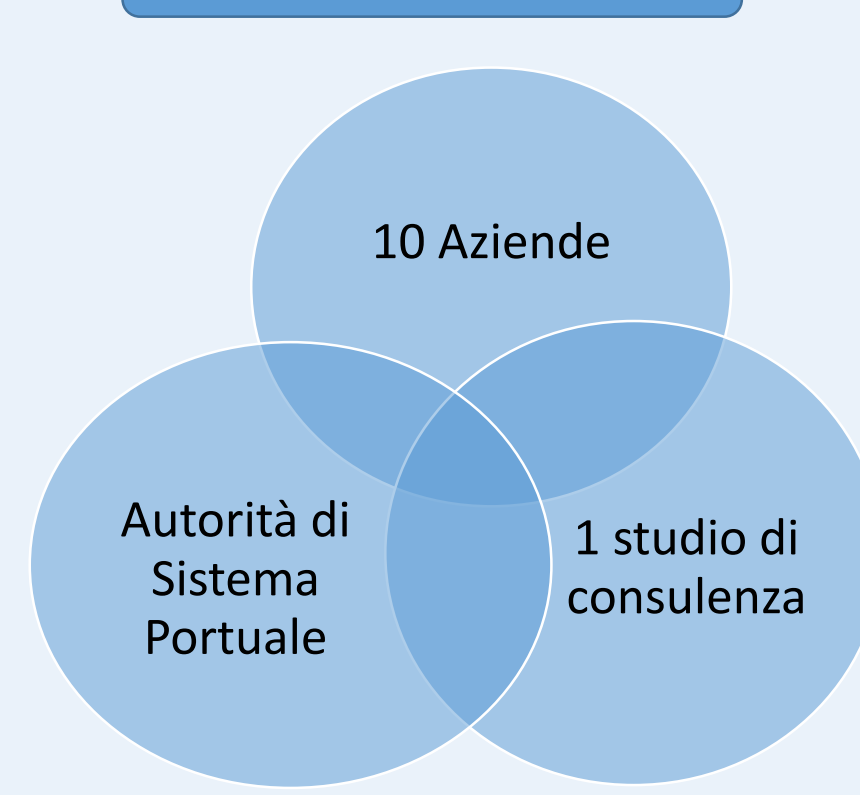 10 Aziende
Autorità di
Sistema
Portuale
1 studio di
consulenza